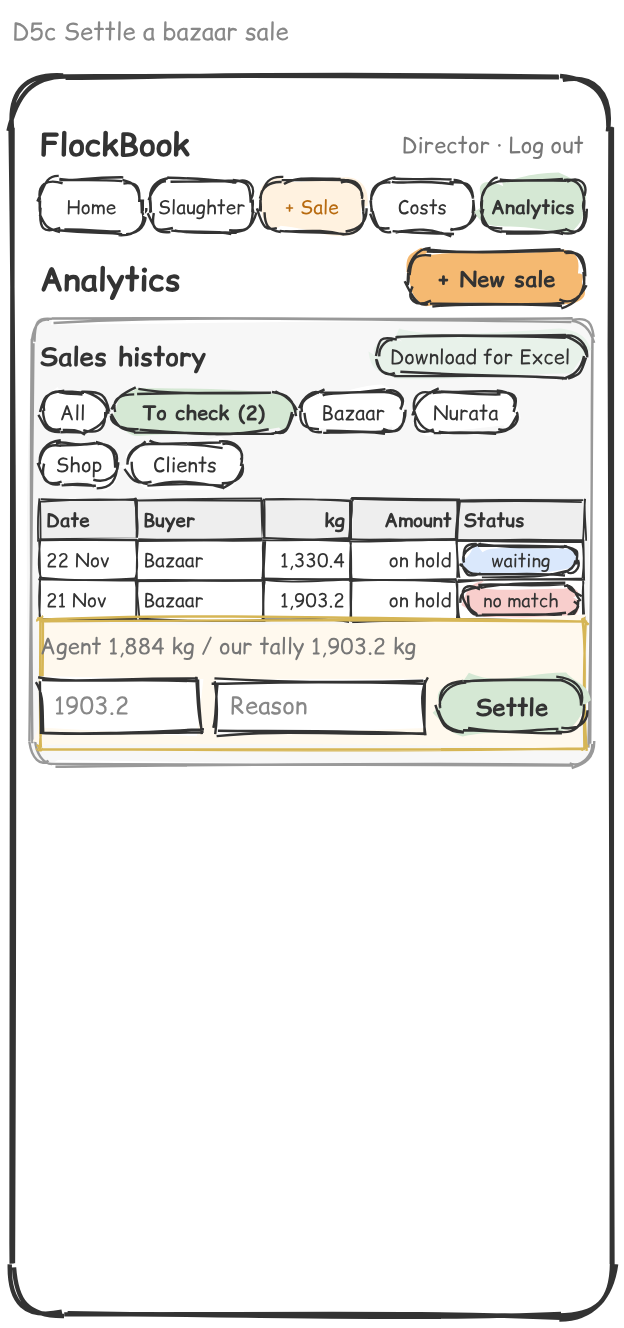 D5c Settle a bazaar sale
FlockBook
Director · Log out
Home
Slaughter
+ Sale
Costs
Analytics
Analytics
+ New sale
Sales history
Download for Excel
All
To check (2)
Bazaar
Nurata
Shop
Clients
Date Buyer kg Amount Status
22 Nov Bazaar 1,330.4 on hold waiting
21 Nov Bazaar 1,903.2 on hold no match
Agent 1,884 kg / our tally 1,903.2 kg
1903.2
Reason
Settle